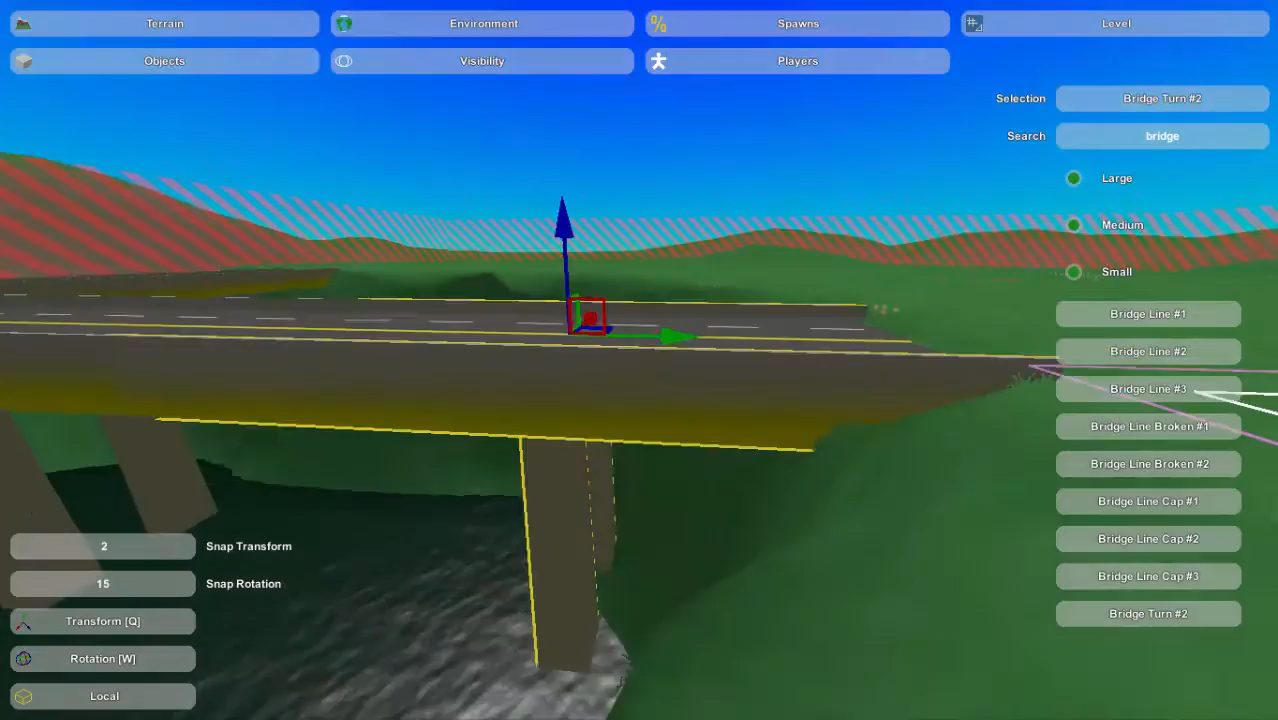 Terrain
Environment
%
Spawns
Level
Objects
Visibility
Players
Selection
Bridge Turn #2
Search
bridge
Large
Medium
Small
Bridge Line #1
Bridge Line #2
Bridge Line #3
Bridge Line Broken #1
Bridge Line Broken #2
Bridge Line Cap #1
Bridge Line Cap #2
Bridge Line Cap #3
Bridge Turn #2
2
Snap Transform
15
Snap Rotation
Transform [Q]
Rotation [W]
Local